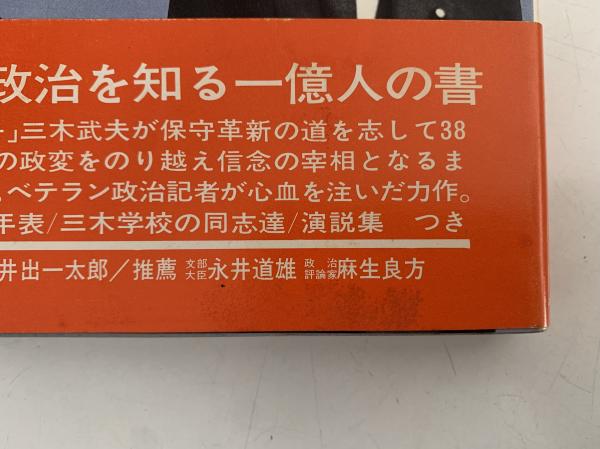 政治を知る一億人の書
」三木武夫が保守革新の道を志して38
の政変をのり越え信念の宰相となるま
ベテラン政治記者が心血を注いだ力作。
年表/三木学校の同志達/演説集 つき
井出一太郎/推薦 文部大臣 永井道雄 政治評論家 麻生良方